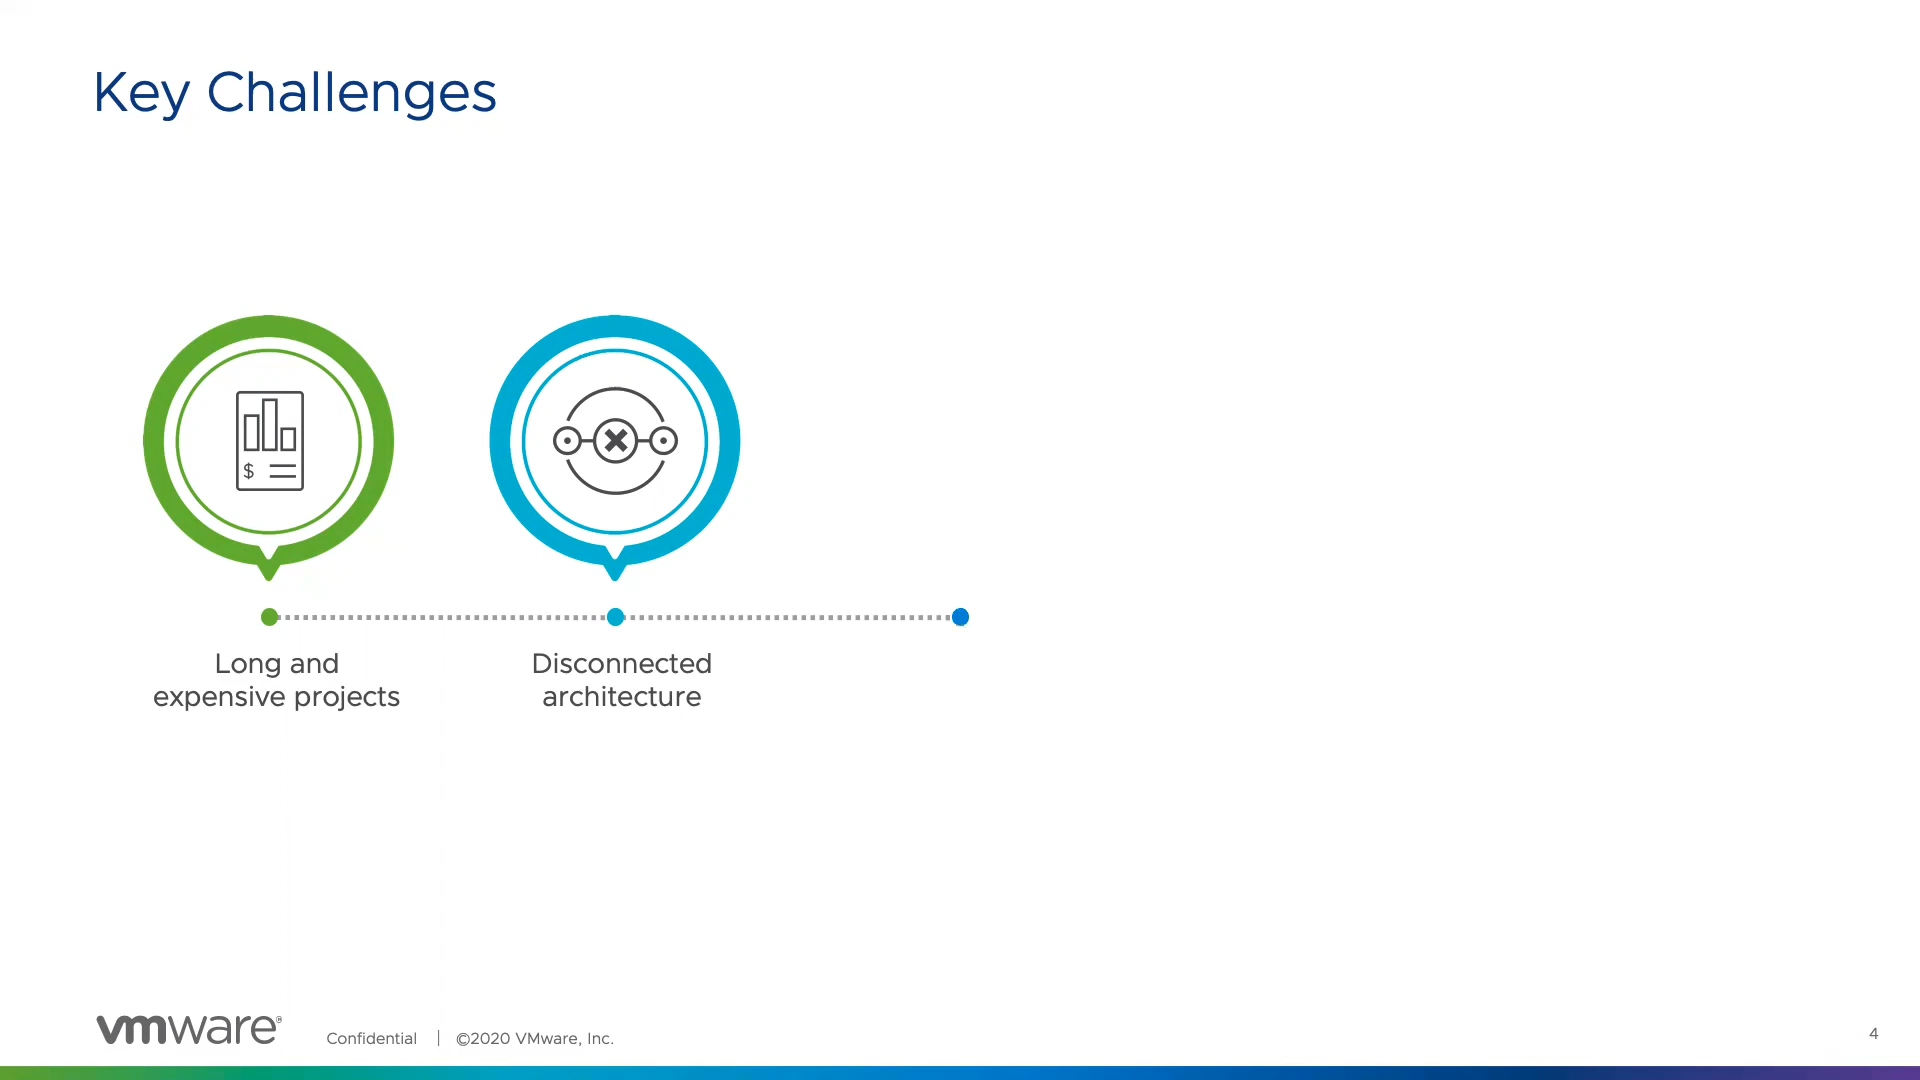 Key Challenges
$
Long and
expensive projects
Disconnected
architecture
vmware®
Confidential | ©2020 VMware, Inc.
4